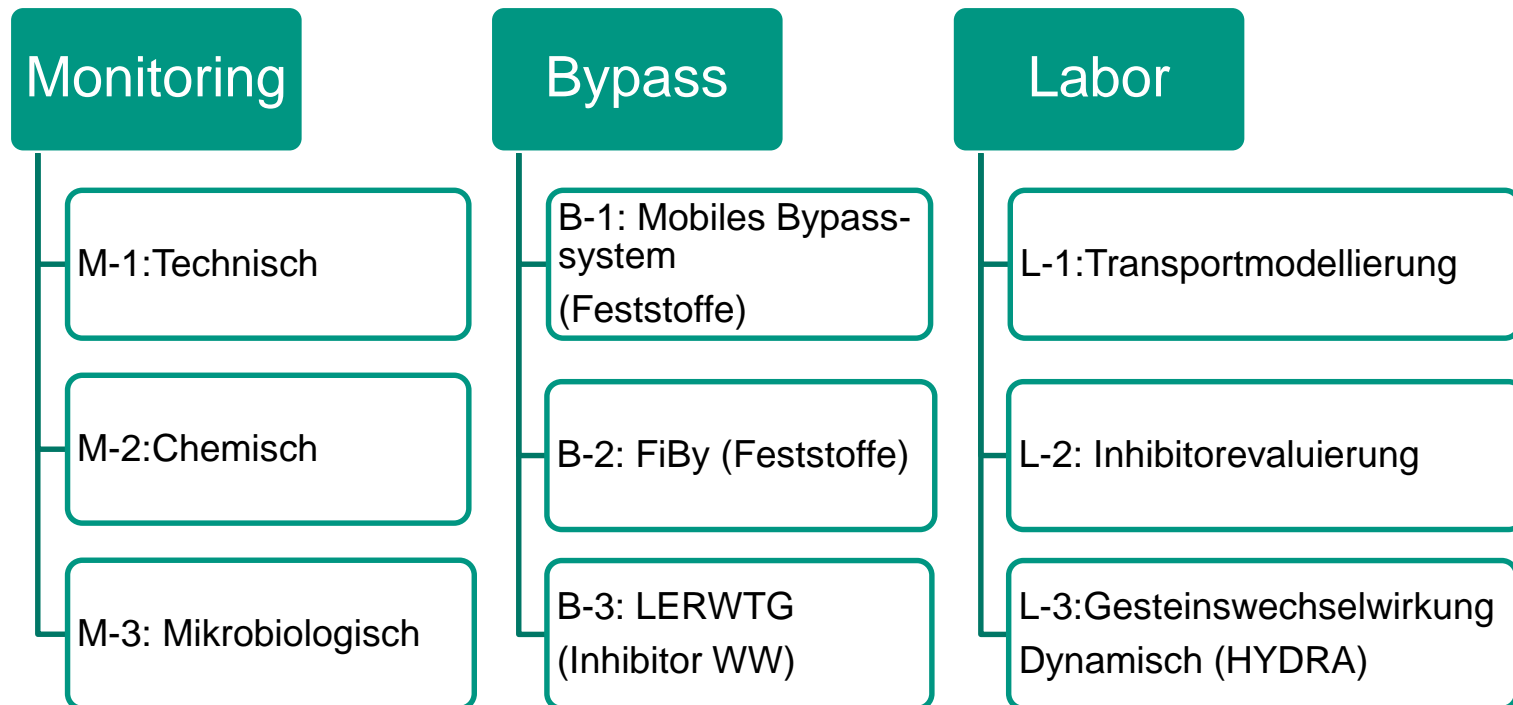 Monitoring
M-1:Technisch
M-2:Chemisch
M-3: Mikrobiologisch
Bypass
B-1: Mobiles Bypass-
system
(Feststoffe)
B-2: FiBy (Feststoffe)
B-3: LERWTG
(Inhibitor WW)
Labor
L-1:Transportmodellierung
L-2: Inhibitorevaluierung
L-3:Gesteinswechselwirkung
Dynamisch (HYDRA)